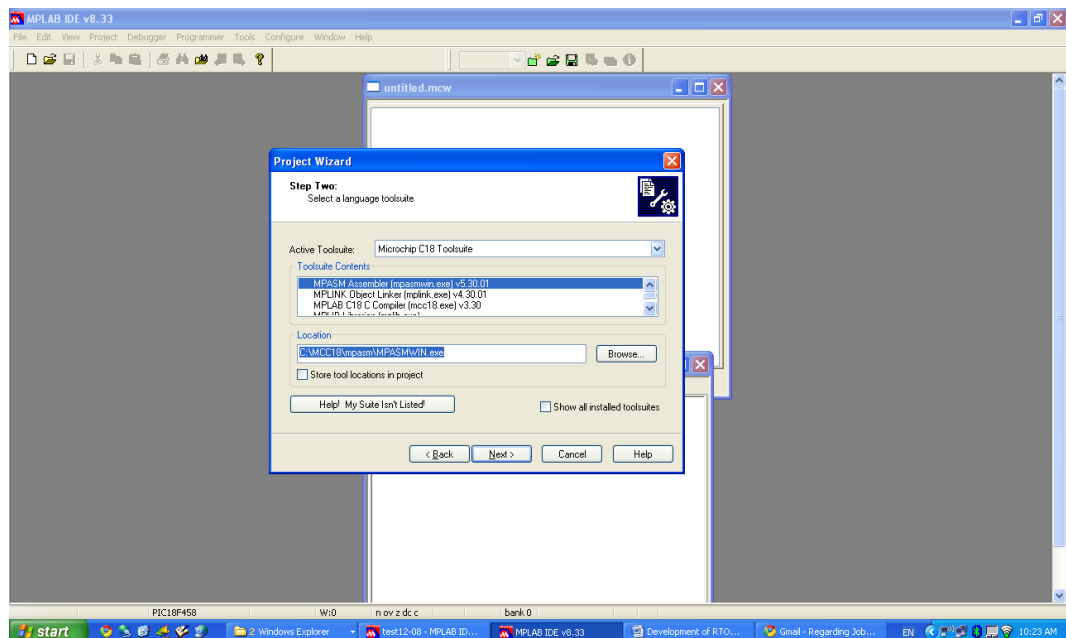 MPLAB IDE v8.33
File Edit View Project Debugger Programmer Tools Configure Window Help
untitled.mcw
Project Wizard
Step Two:
Select a language toolsuite
Active Toolsuite: Microchip C18 Toolsuite
Toolsuite Contents
MPASM Assembler (mpasmwin.exe) v5.30.01
MPLINK Object Linker (mplink.exe) v4.30.01
MPLAB C18 C Compiler (mcc18.exe) v3.30
Location
C:\MCC18\mpasm\MPASMWIN.exe Browse...
Store tool locations in project
Help! My Suite Isn't Listed! Show all installed toolsuites
< Back Next > Cancel Help
PIC18F458 W:0 n ov z dc c bank 0
start 2 Windows Explorer test12-08 - MPLAB ID... MPLAB IDE v8.33 Development of RTO... Gmail - Regarding Job... EN 10:23 AM